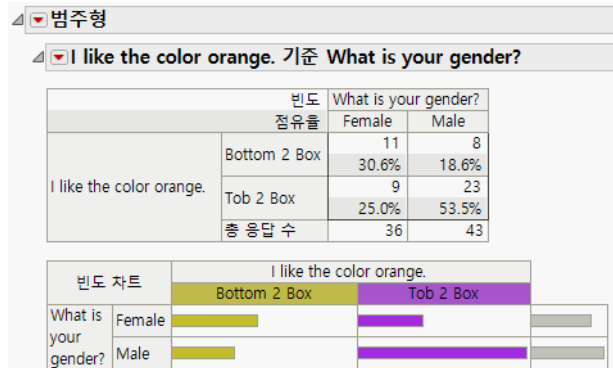 범주형
I like the color orange. 기준 What is your gender?
빈도 What is your gender?
점유율 Female Male
I like the color orange. Bottom 2 Box 11 8
30.6% 18.6%
Tob 2 Box 9 23
25.0% 53.5%
총 응답 수 36 43
빈도 차트 I like the color orange.
Bottom 2 Box Tob 2 Box
What is your gender? Female
Male